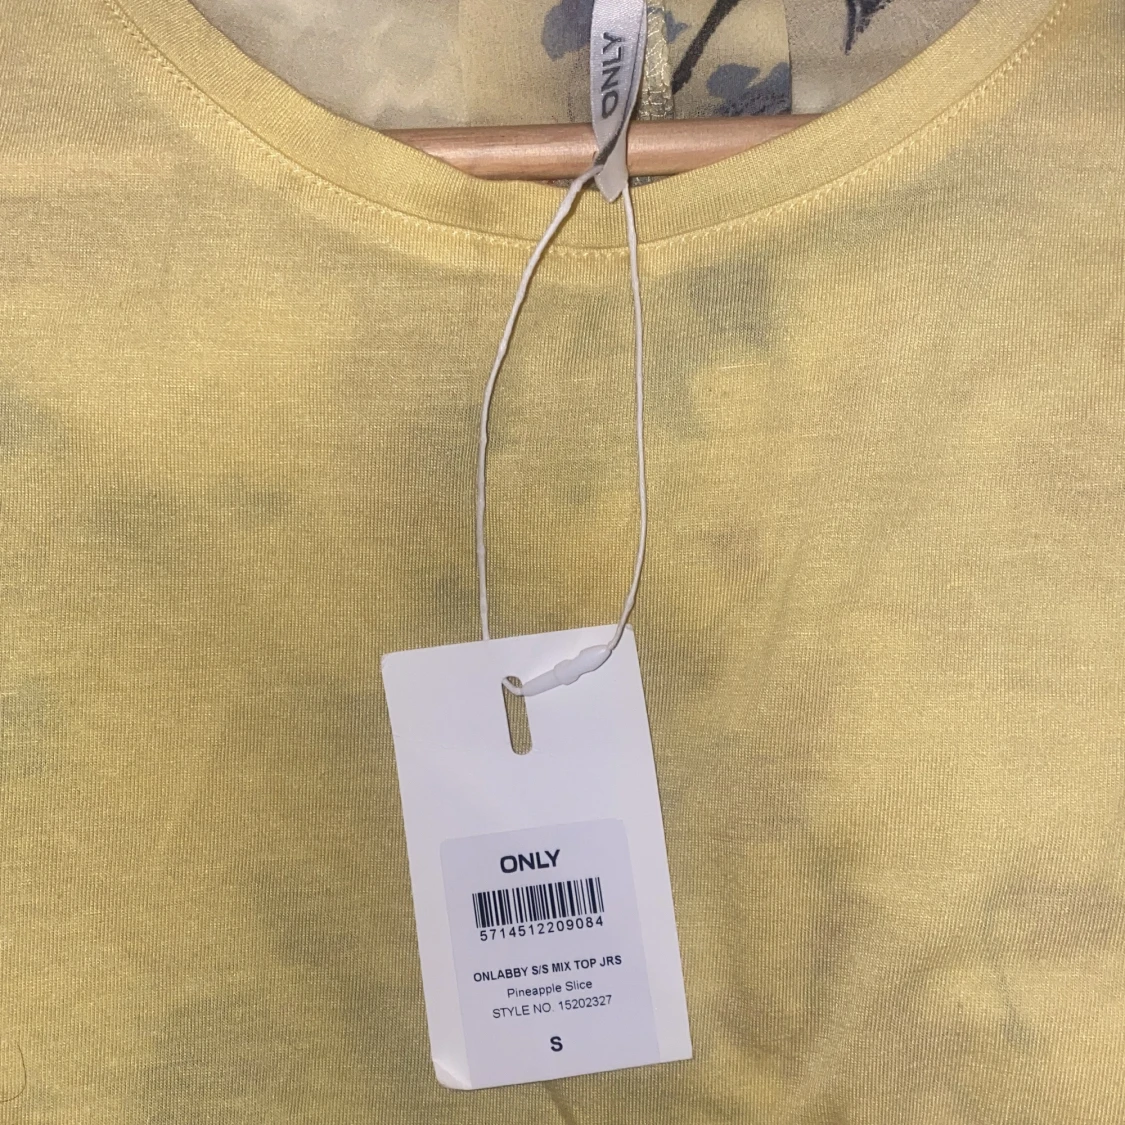 ONLY
ONLY
5714512209084
ONLABBY S/S MIX TOP JRS
Pineapple Slice
STYLE NO. 15202327
S